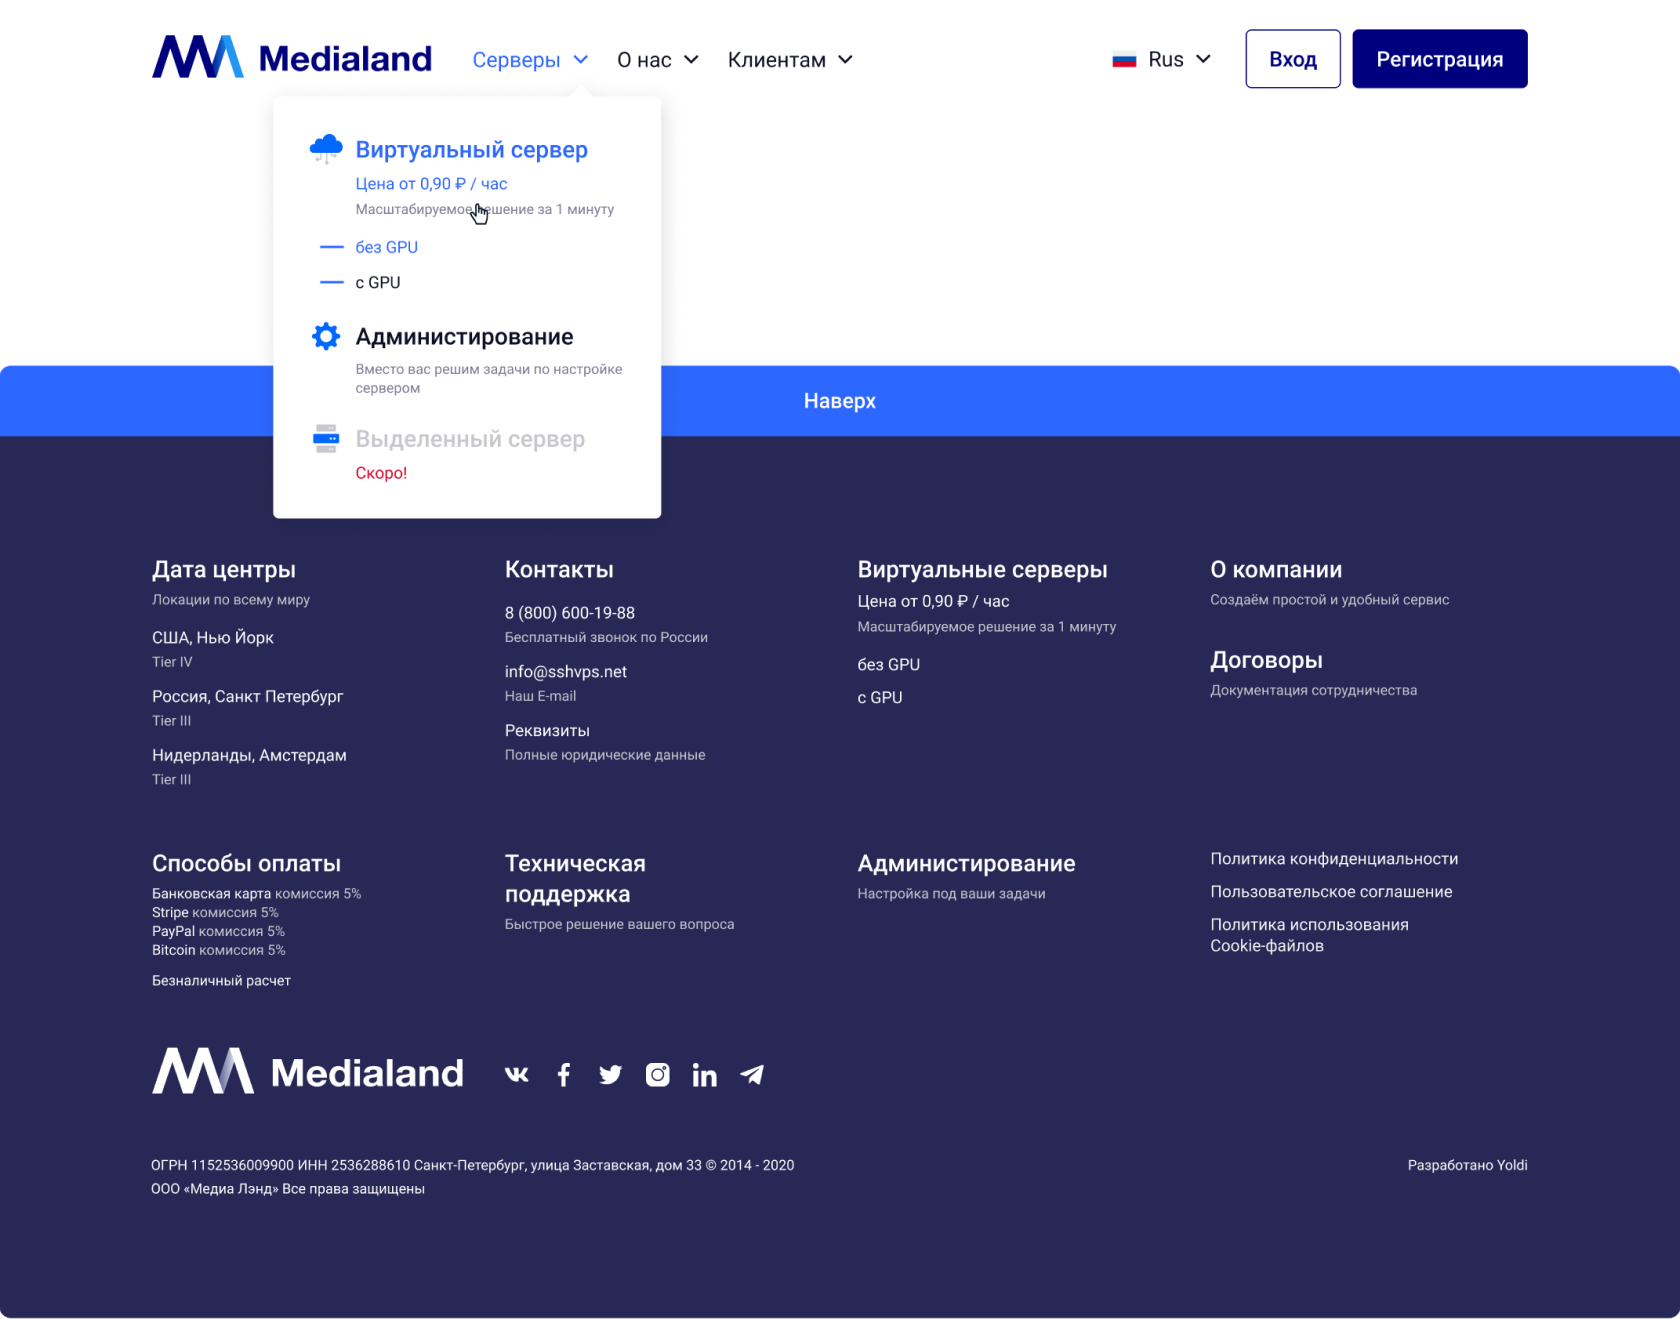 Medialand
Серверы
О нас
Клиентам
Rus
Вход
Регистрация
Виртуальный сервер
Цена от 0,90 ₽ / час
Масштабируемое решение за 1 минуту
без GPU
с GPU
Администирование
Вместо вас решим задачи по настройке
сервером
Выделенный сервер
Скоро!
Наверх
Дата центры
Локации по всему миру
США, Нью Йорк
Tier IV
Россия, Санкт Петербург
Tier III
Нидерланды, Амстердам
Tier III
Контакты
8 (800) 600-19-88
Бесплатный звонок по России
info@sshvps.net
Наш E-mail
Реквизиты
Полные юридические данные
Виртуальные серверы
Цена от 0,90 ₽ / час
Масштабируемое решение за 1 минуту
без GPU
с GPU
О компании
Создаём простой и удобный сервис
Договоры
Документация сотрудничества
Способы оплаты
Банковская карта комиссия 5%
Stripe комиссия 5%
PayPal комиссия 5%
Bitcoin комиссия 5%
Безналичный расчет
Техническая
поддержка
Быстрое решение вашего вопроса
Администирование
Настройка под ваши задачи
Политика конфиденциальности
Пользовательское соглашение
Политика использования
Cookie-файлов
Medialand
ОГРН 1152536009900 ИНН 2536288610 Санкт-Петербург, улица Заставская, дом 33 © 2014 - 2020
ООО «Медиа Лэнд» Все права защищены
Разработано Yoldi